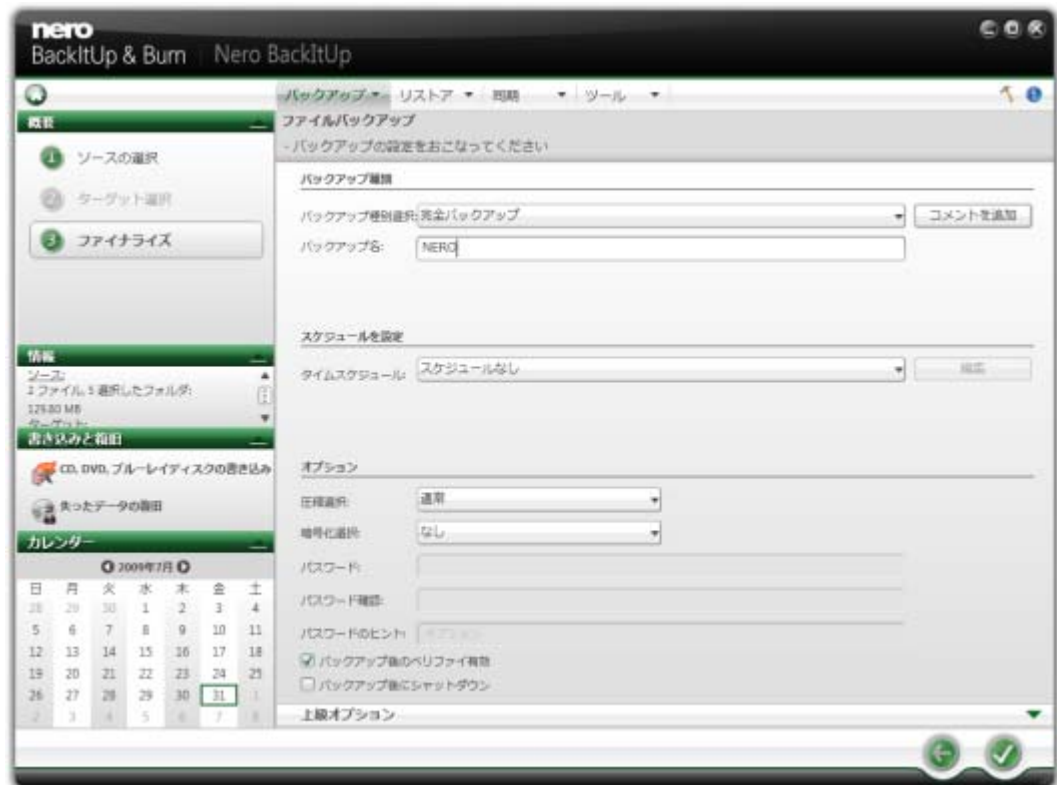 nero
BackItUp & Burn Nero BackItUp
バックアップ リストア 同期 ツール
概要
1 ソースの選択
2 ターゲット選択
3 ファイナライズ
情報
ソース:
2 ファイル, 5 選択したフォルダ:
129.80 MB
ターゲット:
書き込みと復旧
CD, DVD, ブルーレイディスクの書き込み
失ったデータの復旧
カレンダー
2009年7月
日 月 火 水 木 金 土
28 29 30 1 2 3 4
5 6 7 8 9 10 11
12 13 14 15 16 17 18
19 20 21 22 23 24 25
26 27 28 29 30 31 1
2 3 4 5 6 7 8
ファイルバックアップ
- バックアップの設定をおこなってください
バックアップ種類
バックアップ種別選択: 完全バックアップ コメントを追加
バックアップ名: NERO
スケジュールを設定
タイムスケジュール: スケジュールなし 編集
オプション
圧縮選択: 通常
暗号化選択: なし
パスワード:
パスワード確認:
パスワードのヒント: オプション
バックアップ後のベリファイ有効
バックアップ後にシャットダウン
上級オプション